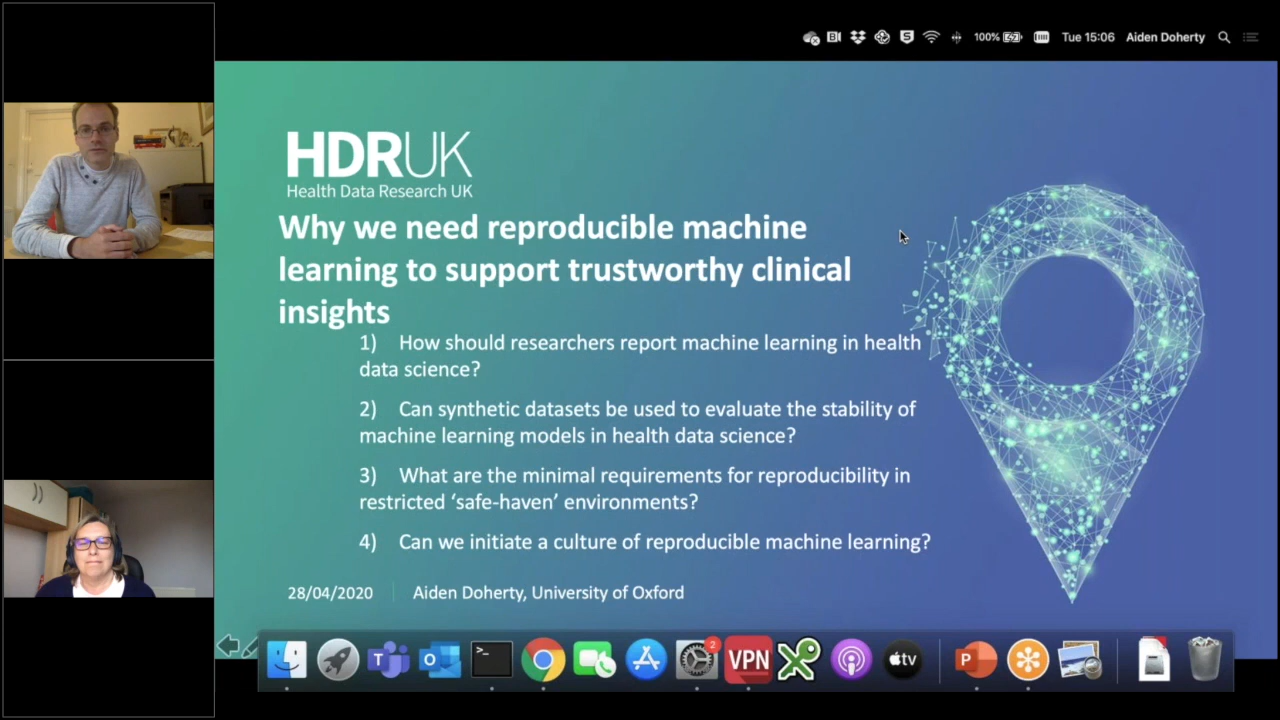 100%
Tue 15:06
Aiden Doherty
HDRUK
Health Data Research UK
Why we need reproducible machine
learning to support trustworthy clinical
insights
1) How should researchers report machine learning in health
data science?
2) Can synthetic datasets be used to evaluate the stability of
machine learning models in health data science?
3) What are the minimal requirements for reproducibility in
restricted ‘safe-haven’ environments?
4) Can we initiate a culture of reproducible machine learning?
28/04/2020
Aiden Doherty, University of Oxford
2
VPN
tv
P